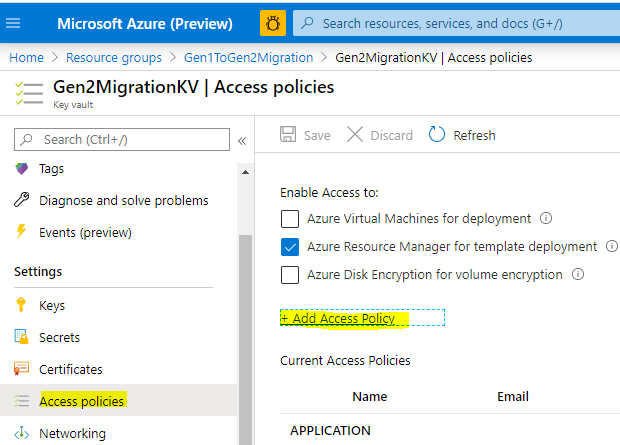 Microsoft Azure (Preview)
Search resources, services, and docs (G+/)
Home > Resource groups > Gen1ToGen2Migration > Gen2MigrationKV | Access policies
Gen2MigrationKV | Access policies
Key vault
Search (Ctrl+/)
«
Save
Discard
Refresh
Tags
Diagnose and solve problems
Events (preview)
Settings
Keys
Secrets
Certificates
Access policies
Networking
Enable Access to:
Azure Virtual Machines for deployment
Azure Resource Manager for template deployment
Azure Disk Encryption for volume encryption
+ Add Access Policy
Current Access Policies
Name Email
APPLICATION